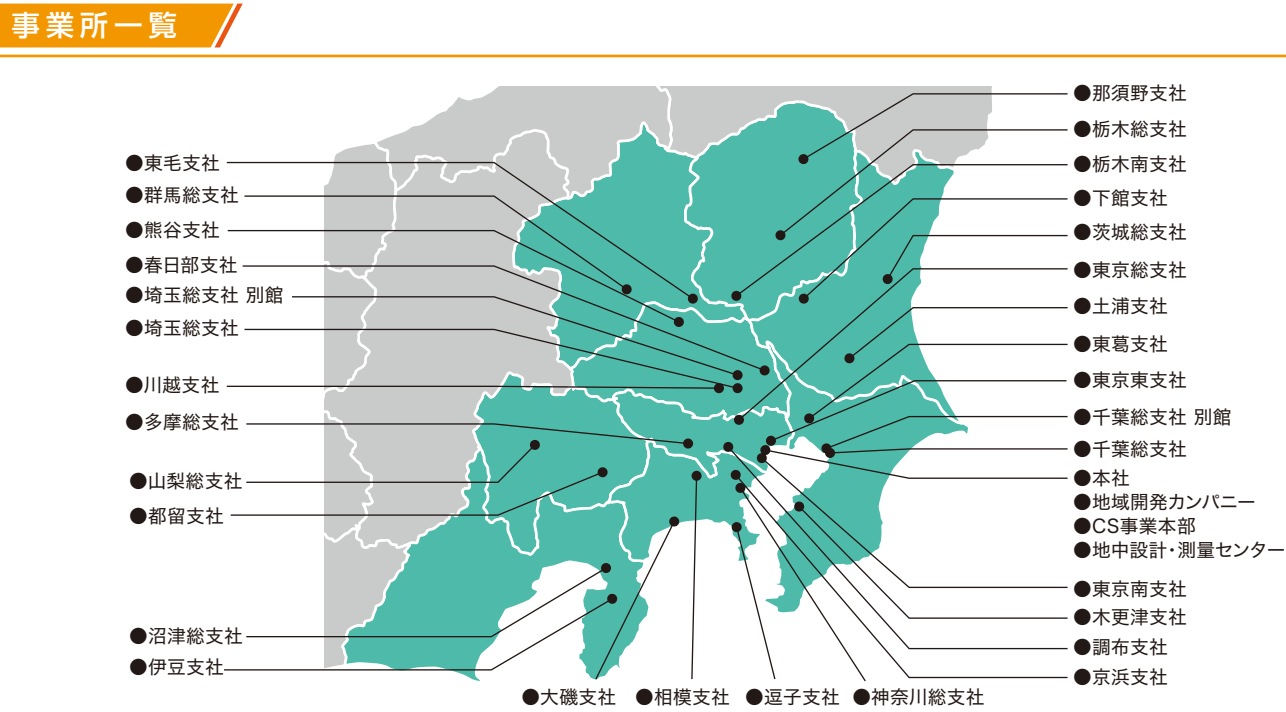 事業所一覧
●東毛支社
●群馬総支社
●熊谷支社
●春日部支社
●埼玉総支社 別館
●埼玉総支社
●川越支社
●多摩総支社
●山梨総支社
●都留支社
●沼津総支社
●伊豆支社
●大磯支社
●相模支社
●逗子支社
●神奈川総支社
●那須野支社
●栃木総支社
●栃木南支社
●下館支社
●茨城総支社
●東京総支社
●土浦支社
●東葛支社
●東京東支社
●千葉総支社 別館
●千葉総支社
●本社
●地域開発カンパニー
●CS事業本部
●地中設計・測量センター
●東京南支社
●木更津支社
●調布支社
●京浜支社